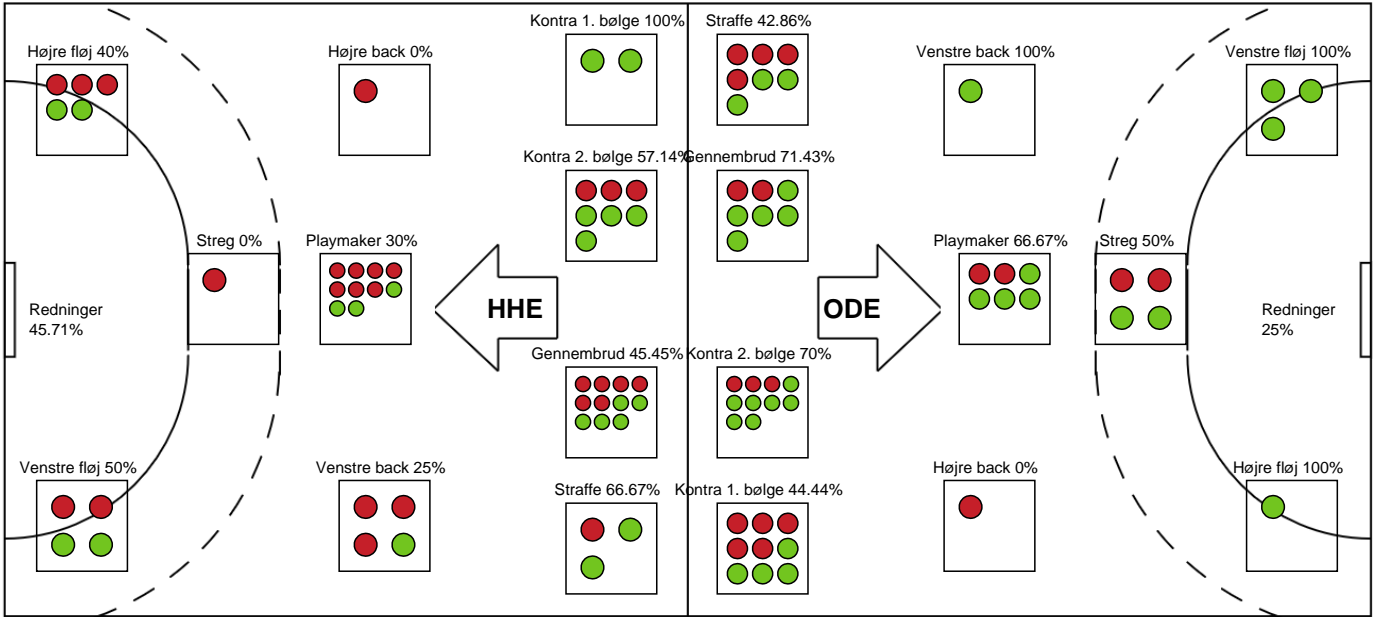 Kontra 1. bølge 100%
Straffe 42.86%
Højre fløj 40%
Højre back 0%
Venstre back 100%
Venstre fløj 100%
Kontra 2. bølge 57.14%
Gennembrud 71.43%
Streg 0%
Playmaker 30%
Playmaker 66.67%
Streg 50%
HHE
ODE
Redninger
45.71%
Redninger
25%
Gennembrud 45.45%
Kontra 2. bølge 70%
Venstre fløj 50%
Venstre back 25%
Højre back 0%
Højre fløj 100%
Straffe 66.67%
Kontra 1. bølge 44.44%